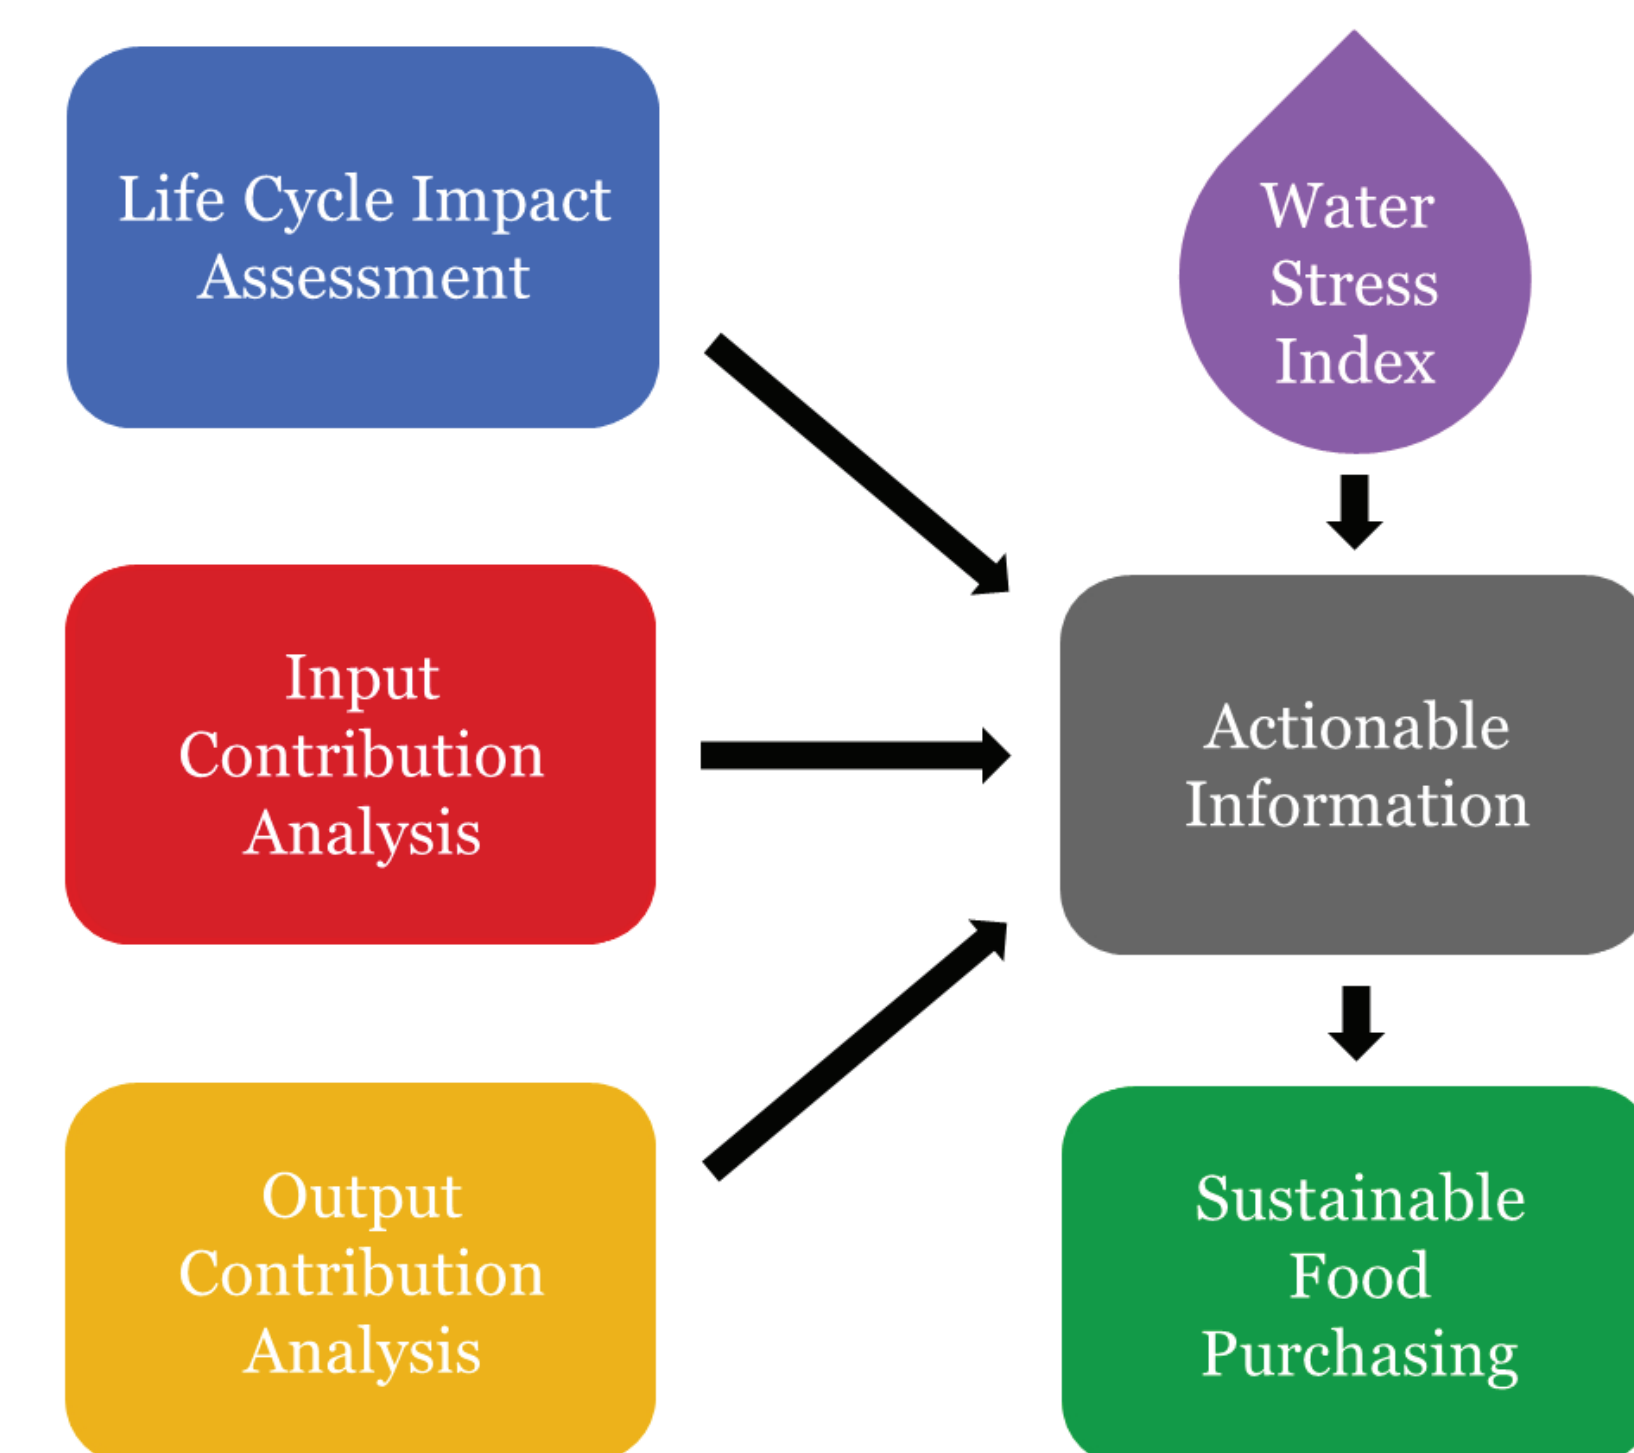 Life Cycle Impact
Assessment
Water
Stress
Index
Input
Contribution
Analysis
Actionable
Information
Output
Contribution
Analysis
Sustainable
Food
Purchasing